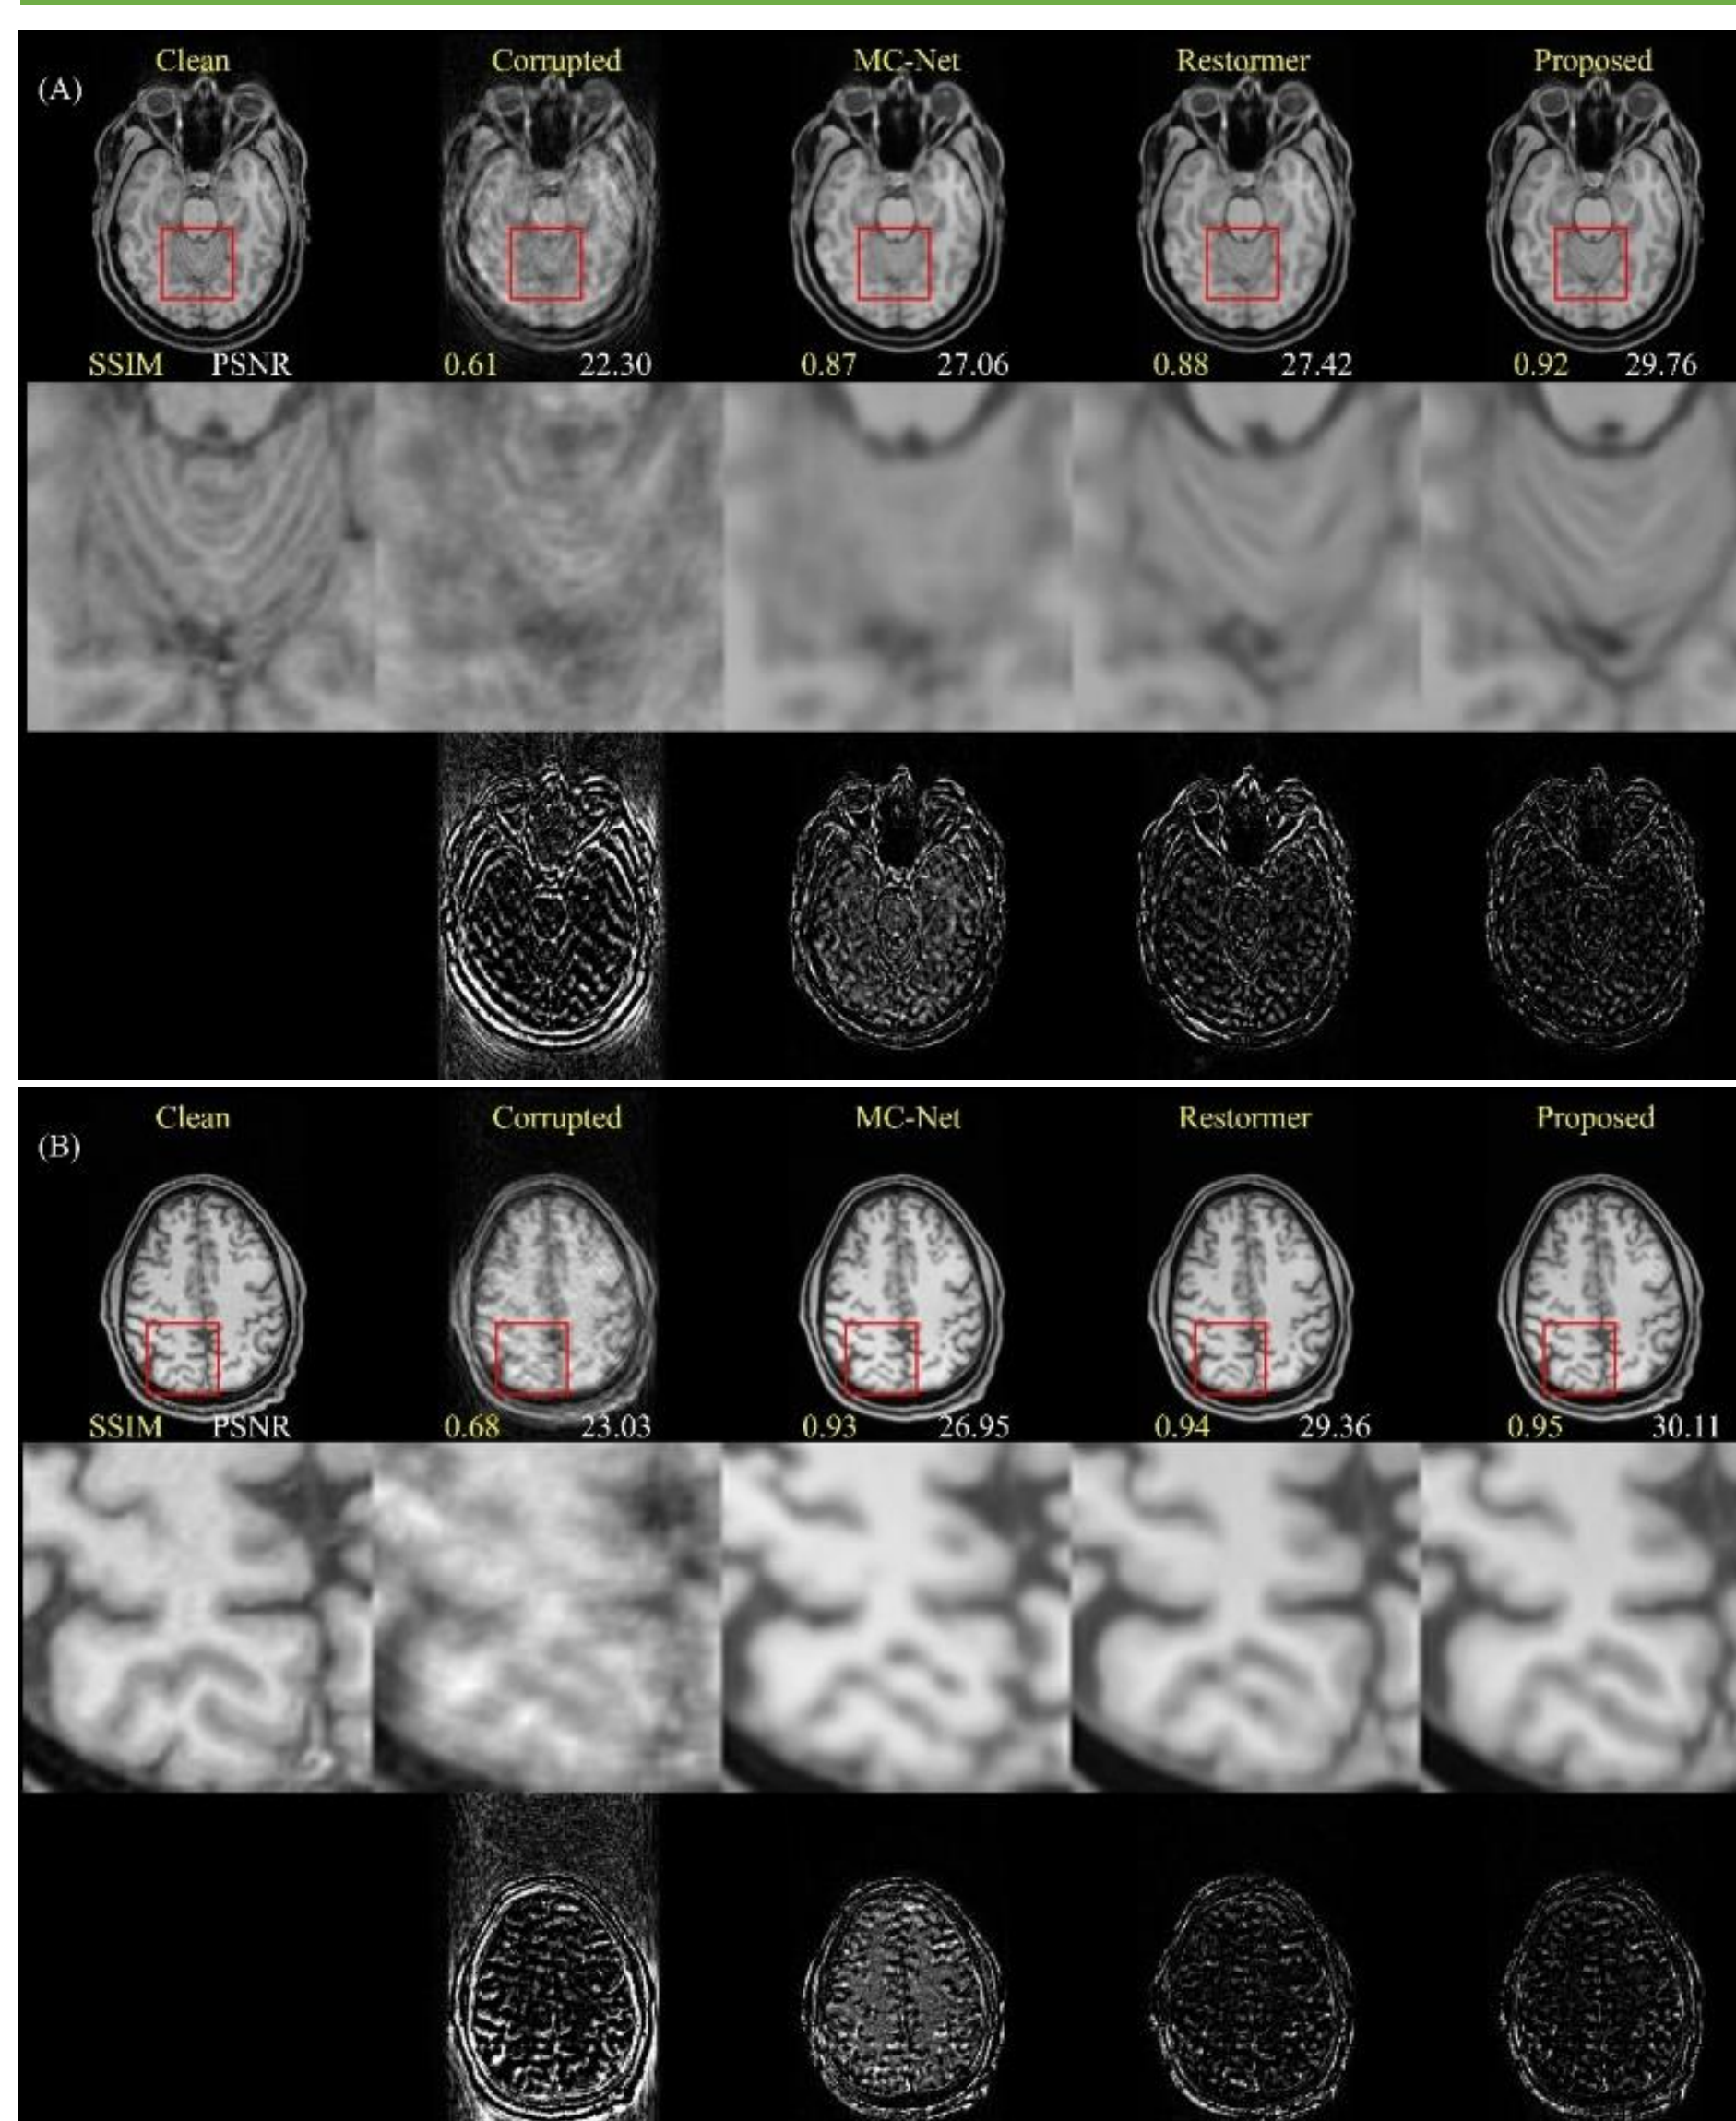 Clean Corrupted MC-Net Restormer Proposed
(A)
SSIM PSNR 0.61 22.30 0.87 27.06 0.88 27.42 0.92 29.76
Clean Corrupted MC-Net Restormer Proposed
(B)
SSIM PSNR 0.68 23.03 0.93 26.95 0.94 29.36 0.95 30.11